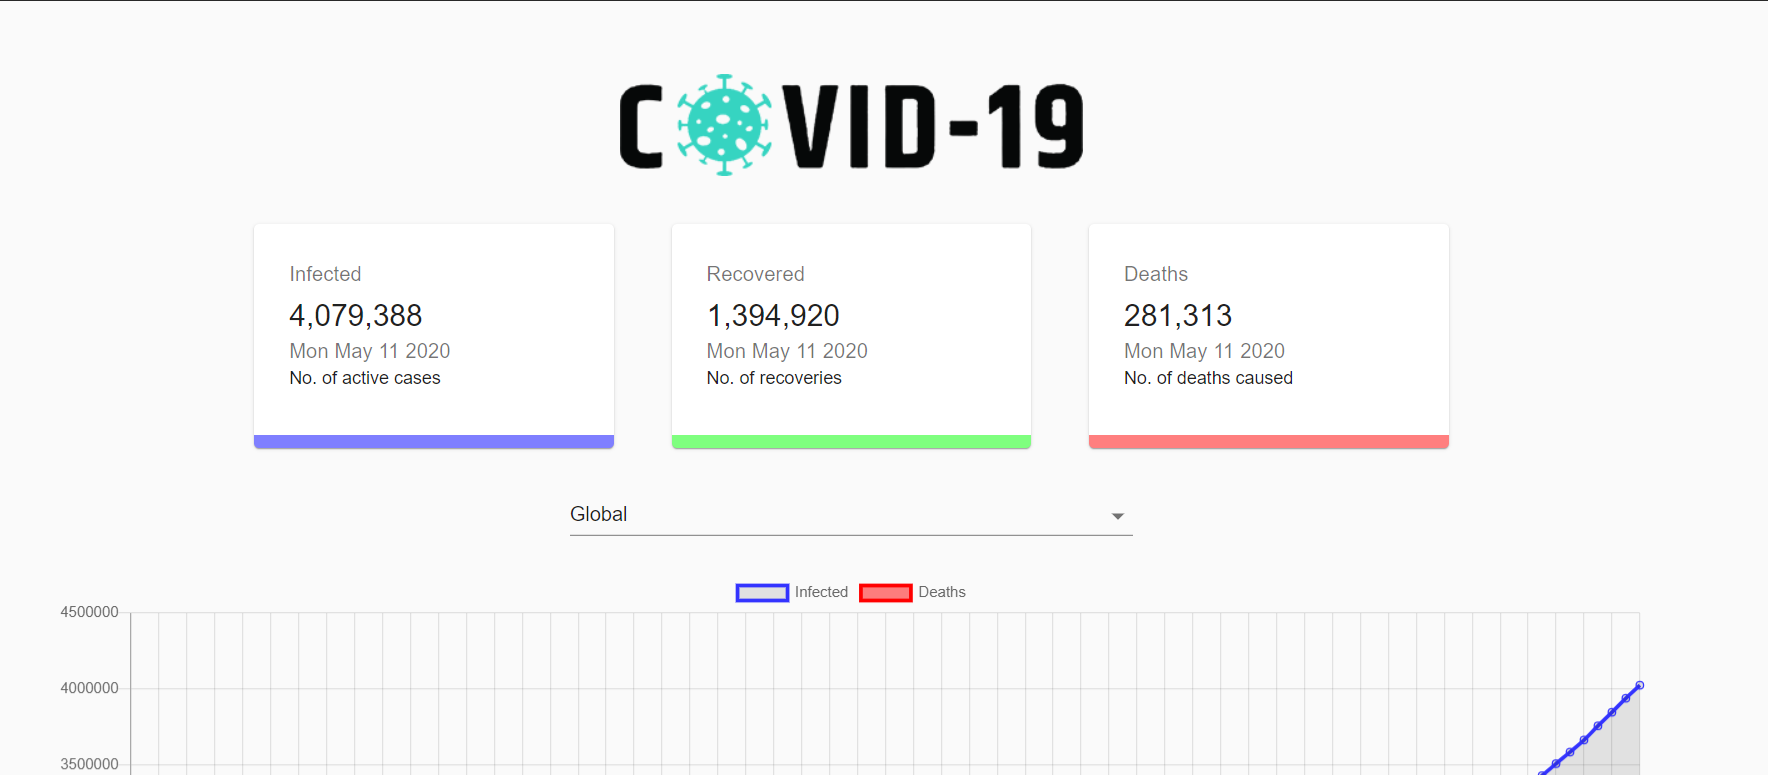 COVID-19
Infected
4,079,388
Mon May 11 2020
No. of active cases
Recovered
1,394,920
Mon May 11 2020
No. of recoveries
Deaths
281,313
Mon May 11 2020
No. of deaths caused
Global
Infected Deaths
4500000
4000000
3500000